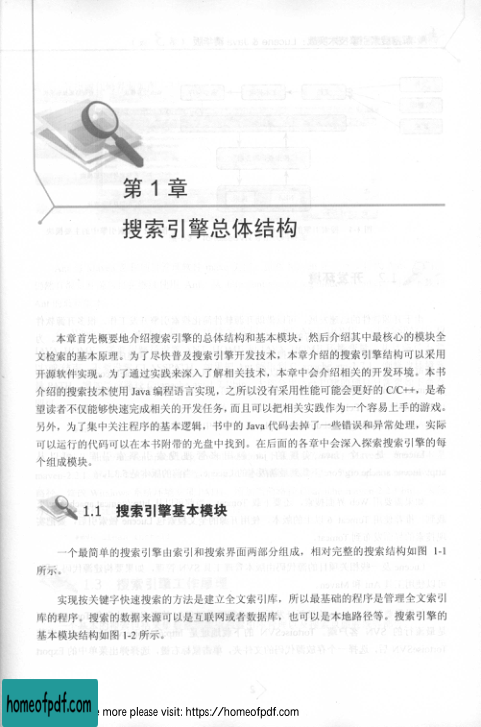 第1章
搜索引擎总体结构
本章首先概要地介绍搜索引擎的总体结构和基本模块，然后介绍其中最核心的模块全
文检索的基本原理。为了尽快普及搜索引擎开发技术，本章介绍的搜索引擎结构可以采用
开源软件实现。为了通过实践来深入了解相关技术，本章中会介绍相关的开发环境。本书
介绍的搜索技术使用 Java 编程语言实现，之所以没有采用性能可能会更好的 C/C++，是希
望读者不仅能够快速完成相关的开发任务，而且可以把相关实践作为一个容易上手的游戏。
另外，为了集中关注程序的基本逻辑，书中的 Java 代码去掉了一些错误和异常处理，实际
可以运行的代码可以在本书附带的光盘中找到。在后面的各章中会深入探索搜索引擎的每
个组成模块。
1.1 搜索引擎基本模块
一个最简单的搜索引擎由索引和搜索界面两部分组成，相对完整的搜索结构如图 1-1
所示。
实现按关键字快速搜索的方法是建立全文索引库，所以最基础的程序是管理全文索引
库的程序。搜索的数据来源可以是互联网或者数据库，也可以是本地路径等。搜索引擎的
基本模块结构如图 1-2 所示。
homeofpdf.com
more please visit: https://homeofpdf.com